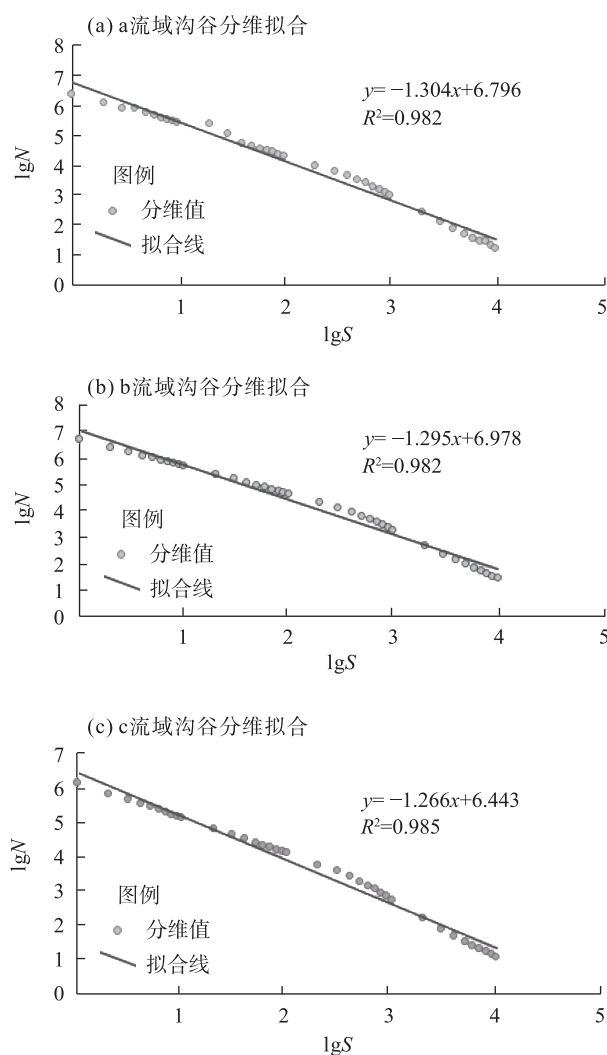 (a) a流域沟谷分维拟合
8
7
6
5
4
3
2
1
0
lgN
y= −1.304x+6.796
R²=0.982
图例
分维值
拟合线
1 2 3 4 5
lgS
(b) b流域沟谷分维拟合
8
7
6
5
4
3
2
1
0
lgN
y= −1.295x+6.978
R²=0.982
图例
分维值
拟合线
1 2 3 4 5
lgS
(c) c流域沟谷分维拟合
7
6
5
4
3
2
1
0
lgN
y= −1.266x+6.443
R²=0.985
图例
分维值
拟合线
1 2 3 4 5
lgS